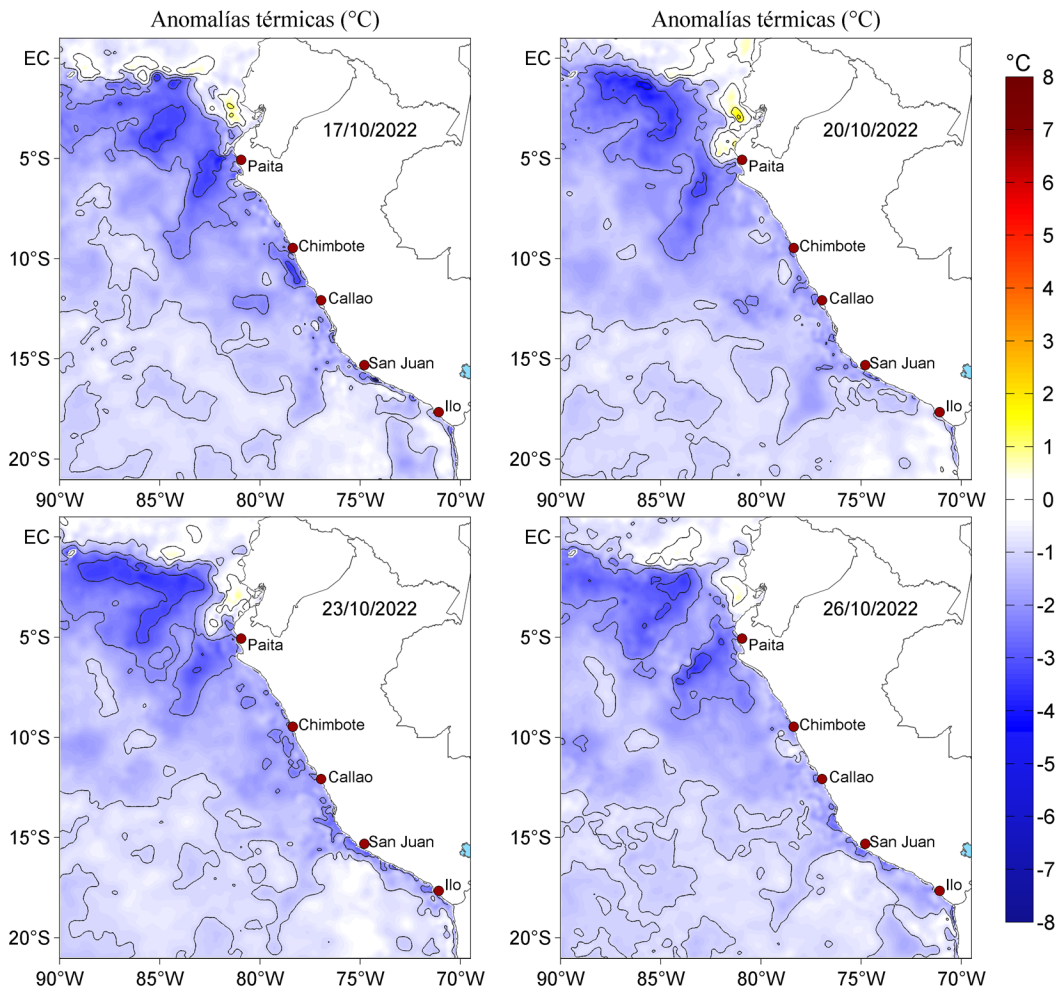 Anomalías térmicas (°C)
Anomalías térmicas (°C)
EC
5°S
10°S
15°S
20°S
17/10/2022
Paita
Chimbote
Callao
San Juan
Ilo
90°W
85°W
80°W
75°W
70°W
EC
5°S
10°S
15°S
20°S
20/10/2022
Paita
Chimbote
Callao
San Juan
Ilo
90°W
85°W
80°W
75°W
70°W
EC
5°S
10°S
15°S
20°S
23/10/2022
Paita
Chimbote
Callao
San Juan
Ilo
90°W
85°W
80°W
75°W
70°W
EC
5°S
10°S
15°S
20°S
26/10/2022
Paita
Chimbote
Callao
San Juan
Ilo
90°W
85°W
80°W
75°W
70°W
°C
8
7
6
5
4
3
2
1
0
-1
-2
-3
-4
-5
-6
-7
-8